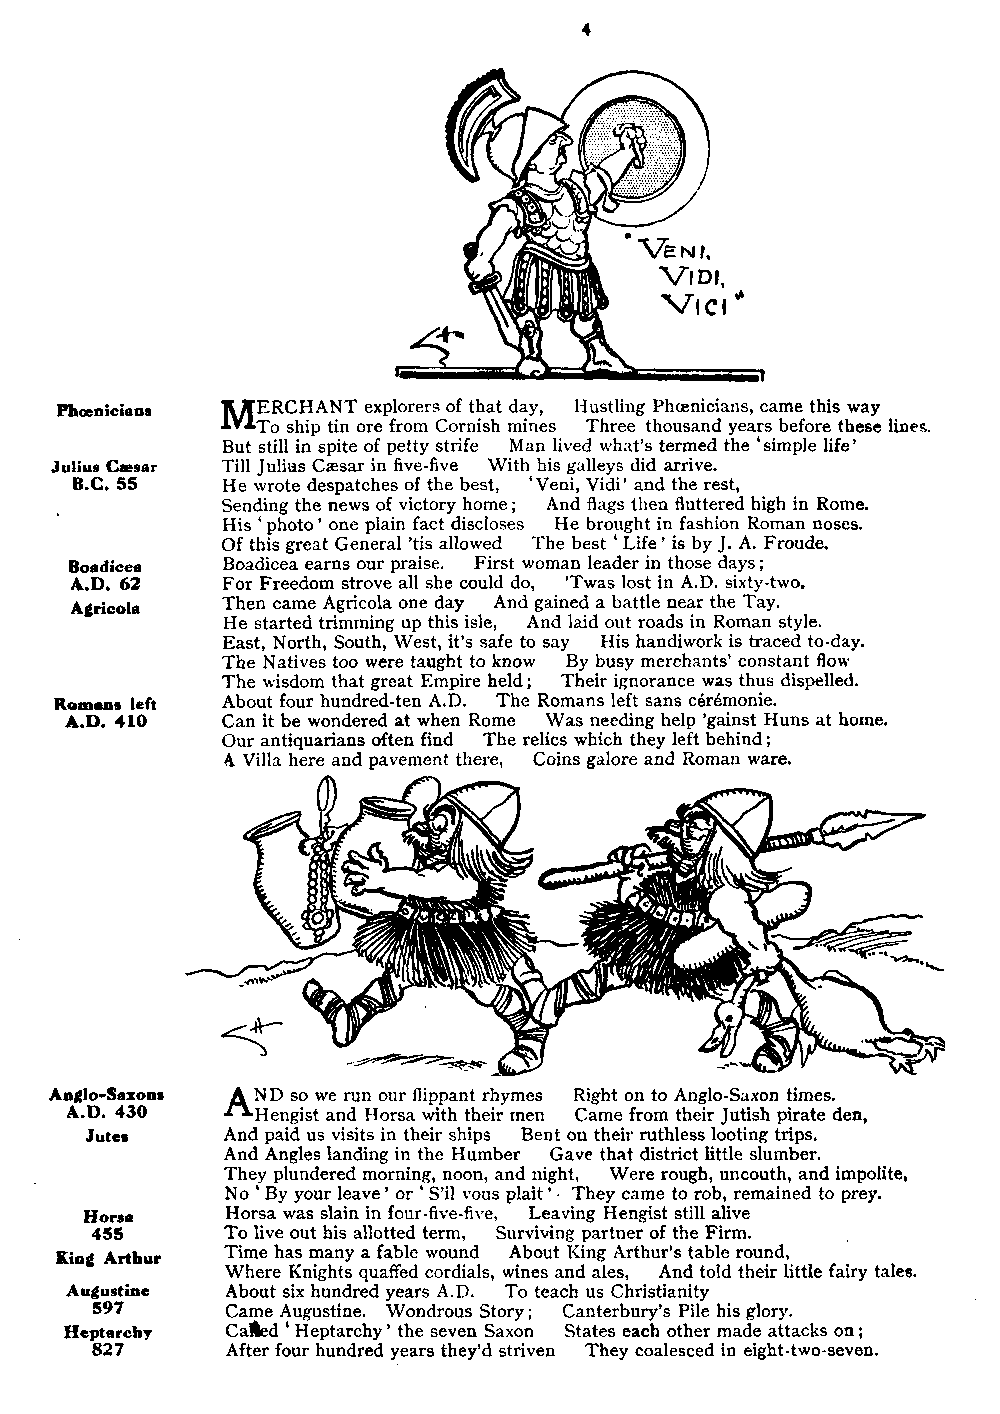 4
"VENI,
VIDI,
VICI"
Phœnicians
MERCHANT explorers of that day, Hustling Phœnicians, came this way
To ship tin ore from Cornish mines Three thousand years before these lines.
But still in spite of petty strife Man lived what's termed the 'simple life'
Julius Cæsar
B.C. 55
Till Julius Cæsar in five-five With his galleys did arrive.
He wrote despatches of the best, 'Veni, Vidi' and the rest,
Sending the news of victory home; And flags then fluttered high in Rome.
His 'photo' one plain fact discloses He brought in fashion Roman noses.
Of this great General 'tis allowed The best 'Life' is by J. A. Froude.
Boadicea
A.D. 62
Boadicea earns our praise. First woman leader in those days;
For Freedom strove all she could do, 'Twas lost in A.D. sixty-two.
Agricola
Then came Agricola one day And gained a battle near the Tay.
He started trimming up this isle, And laid out roads in Roman style.
East, North, South, West, it's safe to say His handiwork is traced to-day.
The Natives too were taught to know By busy merchants' constant flow
The wisdom that great Empire held; Their ignorance was thus dispelled.
Romans left
A.D. 410
About four hundred-ten A.D. The Romans left sans cérémonie.
Can it be wondered at when Rome Was needing help 'gainst Huns at home.
Our antiquarians often find The relics which they left behind;
A Villa here and pavement there, Coins galore and Roman ware.
Anglo-Saxons
A.D. 430
AND so we run our flippant rhymes Right on to Anglo-Saxon times.
Hengist and Horsa with their men Came from their Jutish pirate den,
Jutes
And paid us visits in their ships Bent on their ruthless looting trips.
And Angles landing in the Humber Gave that district little slumber.
They plundered morning, noon, and night, Were rough, uncouth, and impolite,
No 'By your leave' or 'S'il vous plait' They came to rob, remained to prey.
Horsa
455
Horsa was slain in four-five-five, Leaving Hengist still alive
To live out his allotted term, Surviving partner of the Firm.
King Arthur
Time has many a fable wound About King Arthur's table round,
Where Knights quaffed cordials, wines and ales, And told their little fairy tales.
Augustine
597
About six hundred years A.D. To teach us Christianity
Came Augustine. Wondrous Story; Canterbury's Pile his glory.
Heptarchy
827
Called 'Heptarchy' the seven Saxon States each other made attacks on;
After four hundred years they'd striven They coalesced in eight-two-seven.